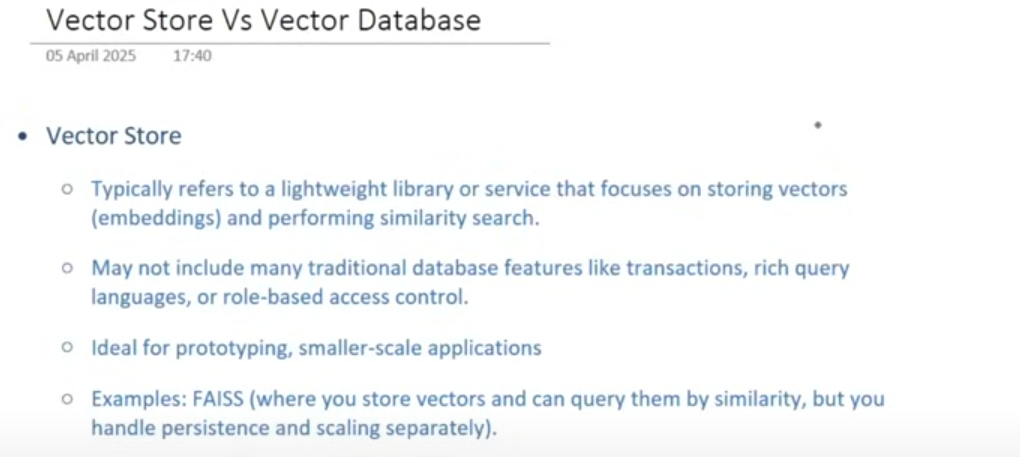 Vector Store Vs Vector Database
05 April 2025 17:40
• Vector Store
○ Typically refers to a lightweight library or service that focuses on storing vectors
(embeddings) and performing similarity search.
○ May not include many traditional database features like transactions, rich query
languages, or role-based access control.
○ Ideal for prototyping, smaller-scale applications
○ Examples: FAISS (where you store vectors and can query them by similarity, but you
handle persistence and scaling separately).